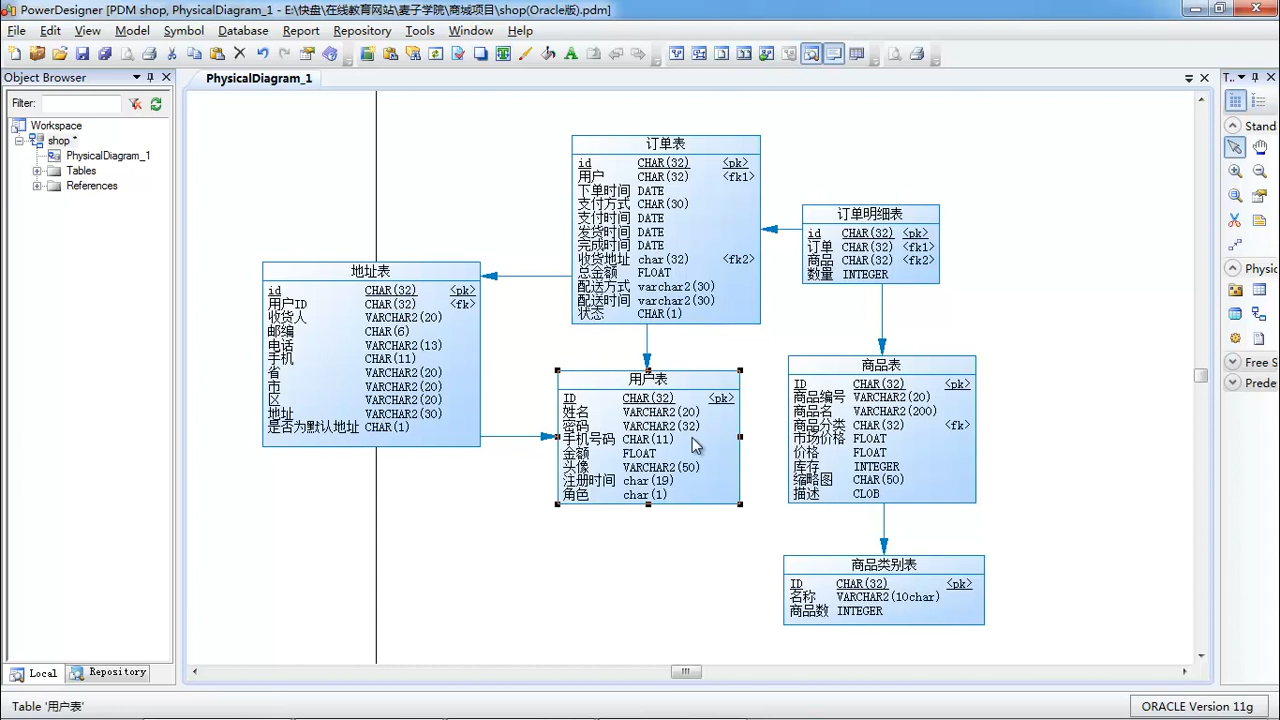 PowerDesigner [PDM shop, PhysicalDiagram_1 - E:\快盘\在线教育网站\麦子学院\商城项目\shop(Oracle版).pdm]
File Edit View Model Symbol Database Report Repository Tools Window Help
Object Browser
PhysicalDiagram_1
T...
Filter:
Workspace
shop *
PhysicalDiagram_1
Tables
References
Stand
Physic
Free S
Prede
订单表
id CHAR(32) <pk>
用户 CHAR(32) <fk1>
下单时间 DATE
支付方式 CHAR(30)
支付时间 DATE
发货时间 DATE
完成时间 DATE
收货地址 char(32) <fk2>
总金额 FLOAT
配送方式 varchar2(30)
配送时间 varchar2(30)
状态 CHAR(1)
订单明细表
id CHAR(32) <pk>
订单 CHAR(32) <fk1>
商品 CHAR(32) <fk2>
数量 INTEGER
地址表
id CHAR(32) <pk>
用户ID CHAR(32) <fk>
收货人 VARCHAR2(20)
邮编 CHAR(6)
电话 VARCHAR2(13)
手机 CHAR(11)
省 VARCHAR2(20)
市 VARCHAR2(20)
区 VARCHAR2(20)
地址 VARCHAR2(30)
是否为默认地址 CHAR(1)
用户表
ID CHAR(32) <pk>
姓名 VARCHAR2(20)
密码 VARCHAR2(32)
手机号码 CHAR(11)
金额 FLOAT
头像 VARCHAR2(50)
注册时间 char(19)
角色 char(1)
商品表
ID CHAR(32) <pk>
商品编号 VARCHAR2(20)
商品名 VARCHAR2(200)
商品分类 CHAR(32) <fk>
市场价格 FLOAT
价格 FLOAT
库存 INTEGER
缩略图 CHAR(50)
描述 CLOB
商品类别表
ID CHAR(32) <pk>
名称 VARCHAR2(10char)
商品数 INTEGER
Local Repository
Table '用户表'
ORACLE Version 11g